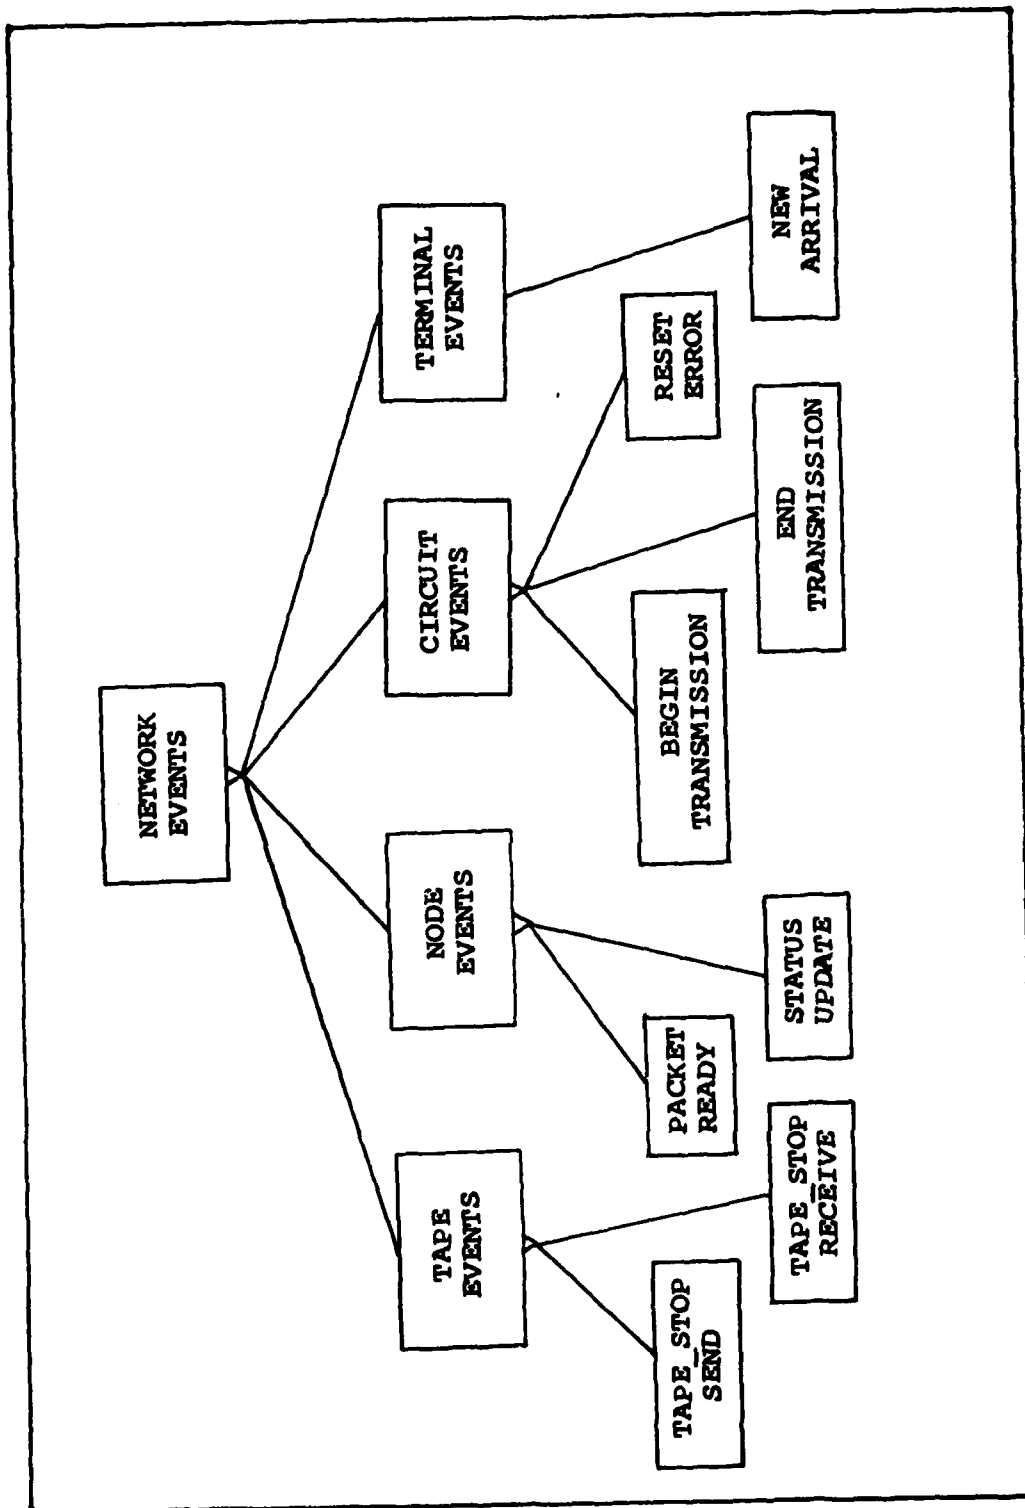 NETWORK
EVENTS
TAPE
EVENTS
NODE
EVENTS
CIRCUIT
EVENTS
TERMINAL
EVENTS
TAPE_STOP
SEND
PACKET
READY
BEGIN
TRANSMISSION
RESET
ERROR
TAPE_STOP
RECEIVE
STATUS
UPDATE
END
TRANSMISSION
NEW
ARRIVAL